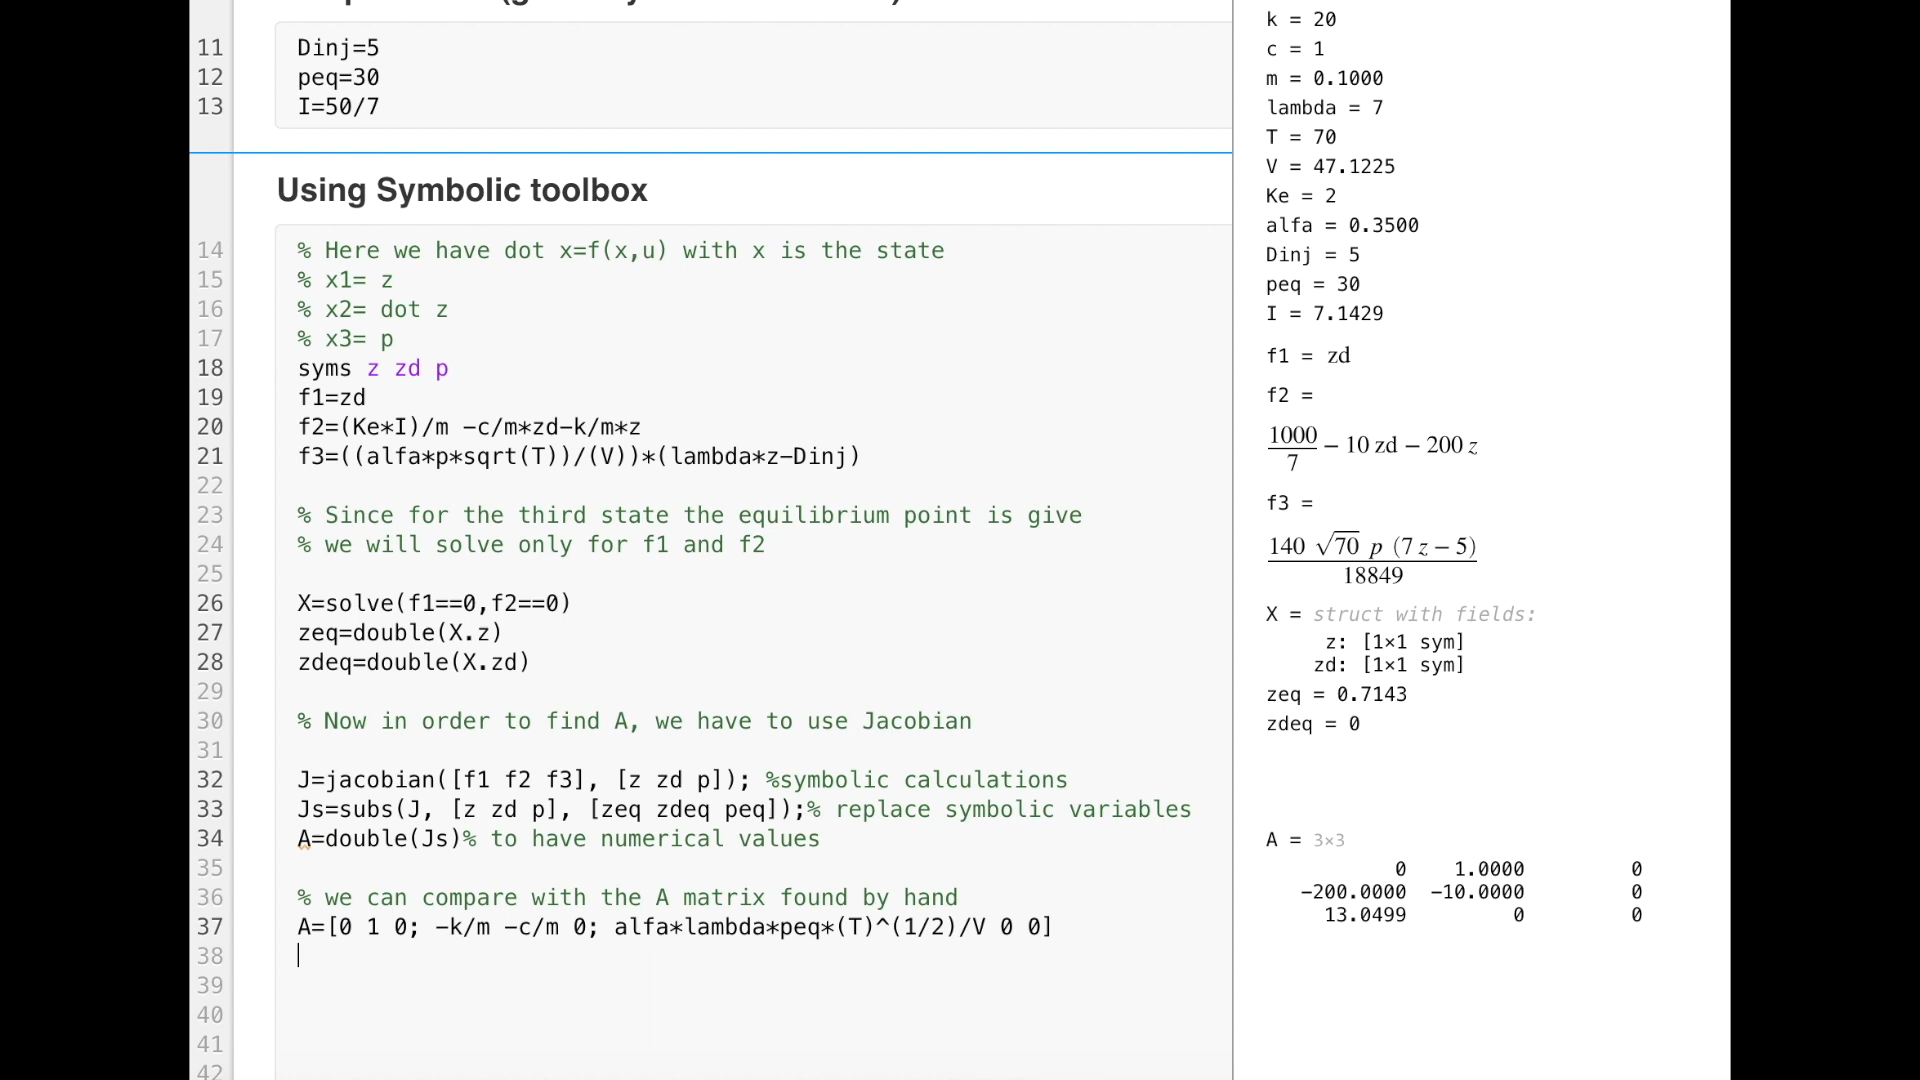 11 Dinj=5
12 peq=30
13 I=50/7
Using Symbolic toolbox
14 % Here we have dot x=f(x,u) with x is the state
15 % x1= z
16 % x2= dot z
17 % x3= p
18 syms z zd p
19 f1=zd
20 f2=(Ke*I)/m -c/m*zd-k/m*z
21 f3=((alfa*p*sqrt(T))/(V))*(lambda*z-Dinj)
22
23 % Since for the third state the equilibrium point is give
24 % we will solve only for f1 and f2
25
26 X=solve(f1==0,f2==0)
27 zeq=double(X.z)
28 zdeq=double(X.zd)
29
30 % Now in order to find A, we have to use Jacobian
31
32 J=jacobian([f1 f2 f3], [z zd p]); %symbolic calculations
33 Js=subs(J, [z zd p], [zeq zdeq peq]);% replace symbolic variables
34 A=double(Js)% to have numerical values
35
36 % we can compare with the A matrix found by hand
37 A=[0 1 0; -k/m -c/m 0; alfa*lambda*peq*(T)^(1/2)/V 0 0]
38
39
40
41
42
k = 20
c = 1
m = 0.1000
lambda = 7
T = 70
V = 47.1225
Ke = 2
alfa = 0.3500
Dinj = 5
peq = 30
I = 7.1429
f1 = zd
f2 =
1000/7 − 10 zd − 200 z
f3 =
140 √70 p (7 z − 5)
18849
X = struct with fields:
z: [1×1 sym]
zd: [1×1 sym]
zeq = 0.7143
zdeq = 0
A = 3×3
0 1.0000 0
-200.0000 -10.0000 0
13.0499 0 0